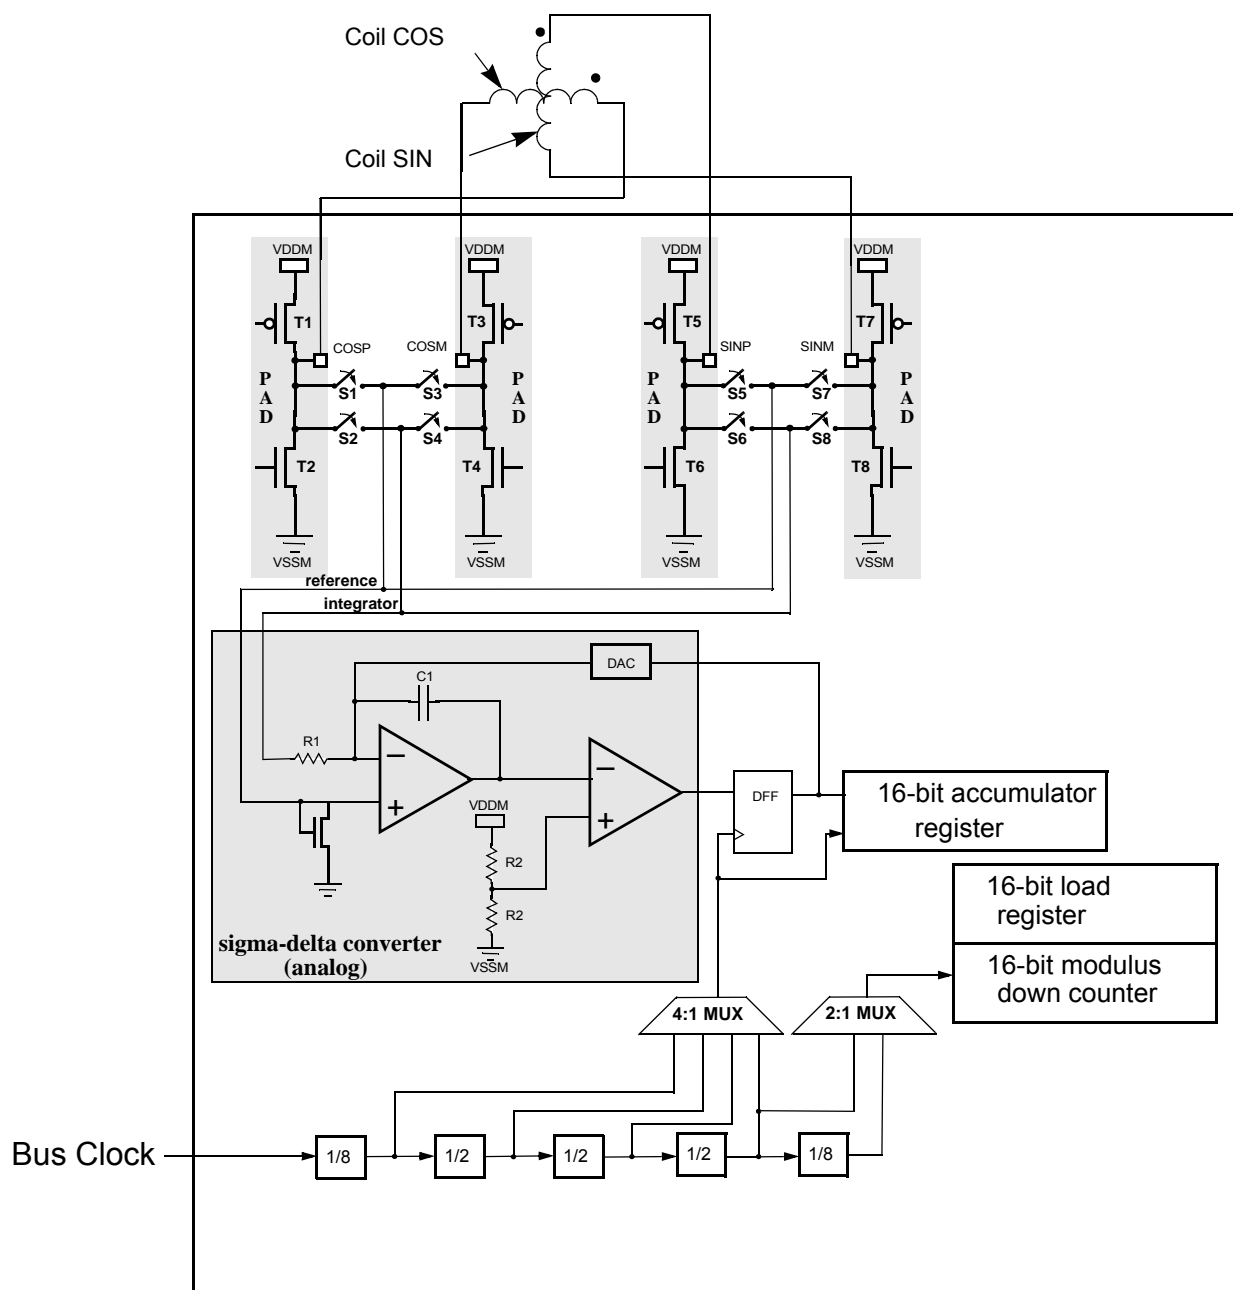 Coil COS
Coil SIN
VDDM VDDM VDDM VDDM
T1 T3 T5 T7
COSP COSM SINP SINM
P A D
P A D
P A D
P A D
S1 S3 S5 S7
S2 S4 S6 S8
T2 T4 T6 T8
VSSM VSSM VSSM VSSM
reference
integrator
DAC
C1
R1
−
+
−
+
VDDM
R2
R2
VSSM
DFF
16-bit accumulator
register
16-bit load
register
16-bit modulus
down counter
sigma-delta converter
(analog)
4:1 MUX
2:1 MUX
Bus Clock
1/8 1/2 1/2 1/2 1/8